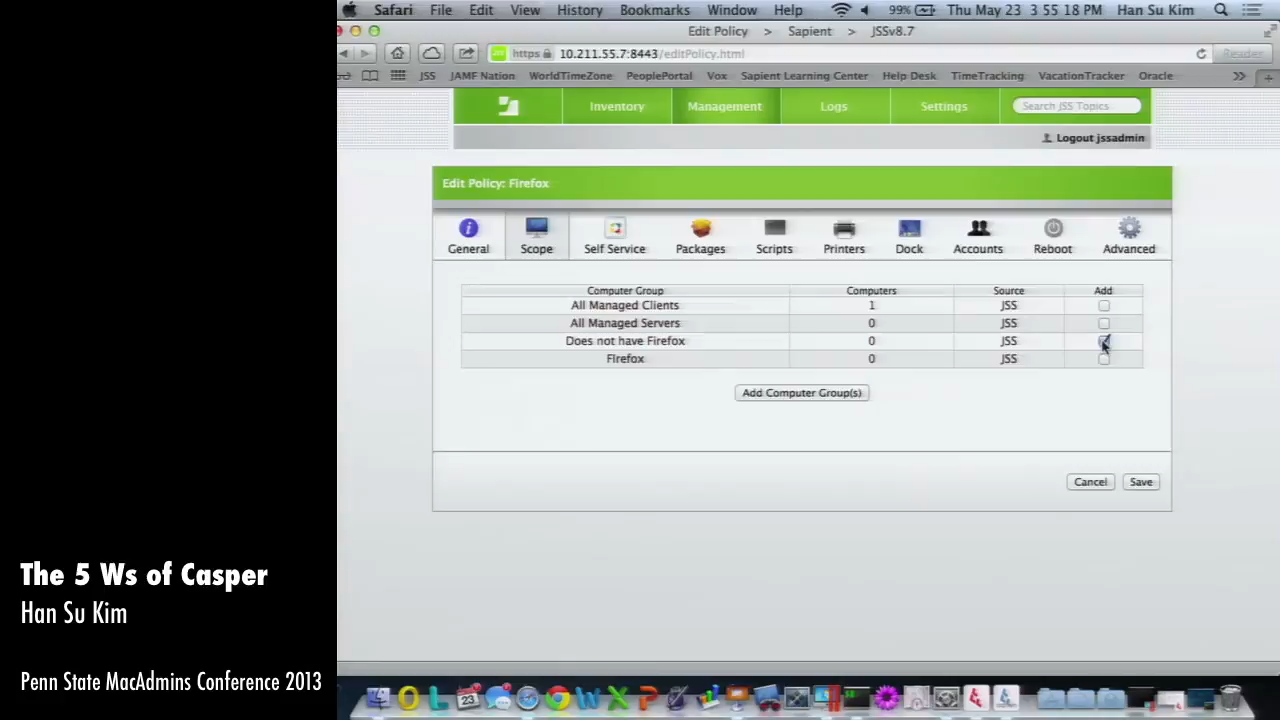 Safari File Edit View History Bookmarks Window Help 99% Thu May 23 3 55 18 PM Han Su Kim
Edit Policy > Sapient > JSSv8.7
https 10.211.55.7:8443/editPolicy.html Reader
JSS JAMF Nation WorldTimeZone PeoplePortal Vox Sapient Learning Center Help Desk TimeTracking VacationTracker Oracle >> +
Inventory Management Logs Settings Search JSS Topics
Logout jssadmin
Edit Policy: Firefox
General Scope Self Service Packages Scripts Printers Dock Accounts Reboot Advanced
Computer Group Computers Source Add
All Managed Clients 1 JSS
All Managed Servers 0 JSS
Does not have Firefox 0 JSS
Firefox 0 JSS
Add Computer Group(s)
Cancel Save
The 5 Ws of Casper
Han Su Kim
Penn State MacAdmins Conference 2013
23